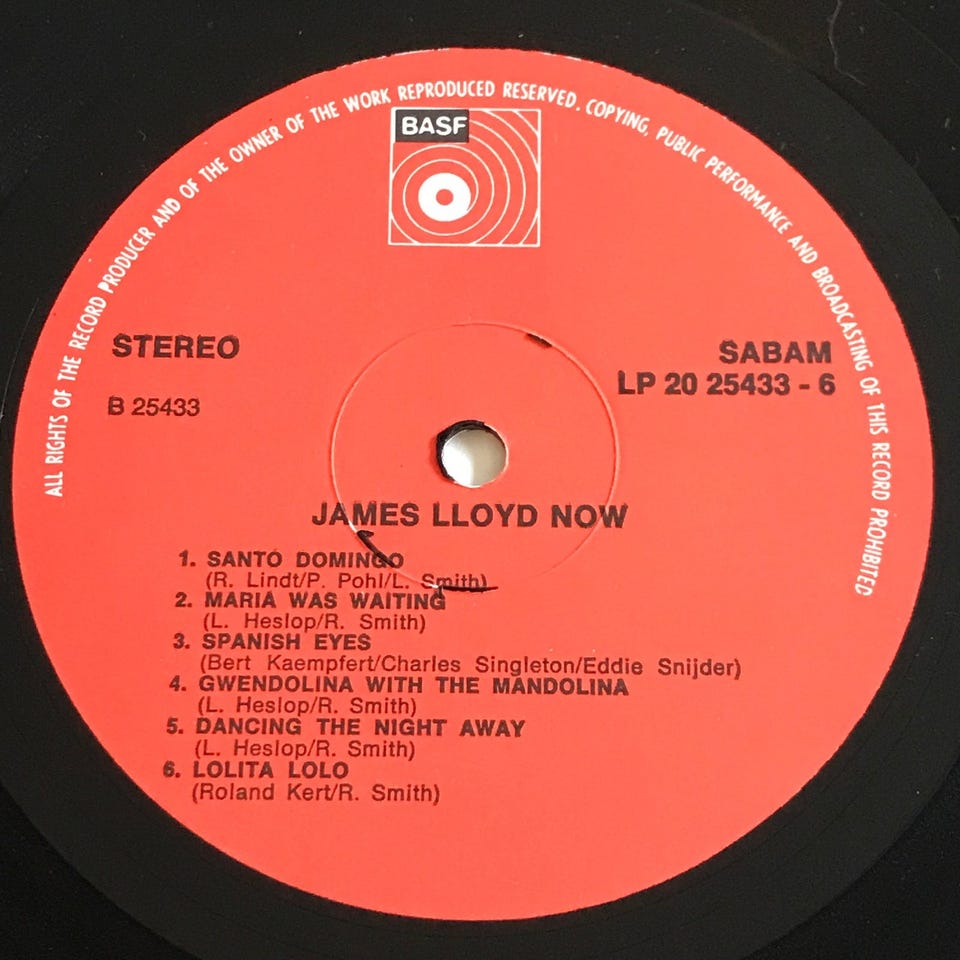 ALL RIGHTS OF THE RECORD PRODUCER AND OF THE OWNER OF THE WORK REPRODUCED RESERVED. COPYING, PUBLIC PERFORMANCE AND BROADCASTING OF THIS RECORD PROHIBITED
BASF
STEREO
SABAM
B 25433
LP 20 25433 - 6
JAMES LLOYD NOW
1. SANTO DOMINGO
(R. Lindt/P. Pohl/L. Smith)
2. MARIA WAS WAITING
(L. Heslop/R. Smith)
3. SPANISH EYES
(Bert Kaempfert/Charles Singleton/Eddie Snijder)
4. GWENDOLINA WITH THE MANDOLINA
(L. Heslop/R. Smith)
5. DANCING THE NIGHT AWAY
(L. Heslop/R. Smith)
6. LOLITA LOLO
(Roland Kert/R. Smith)